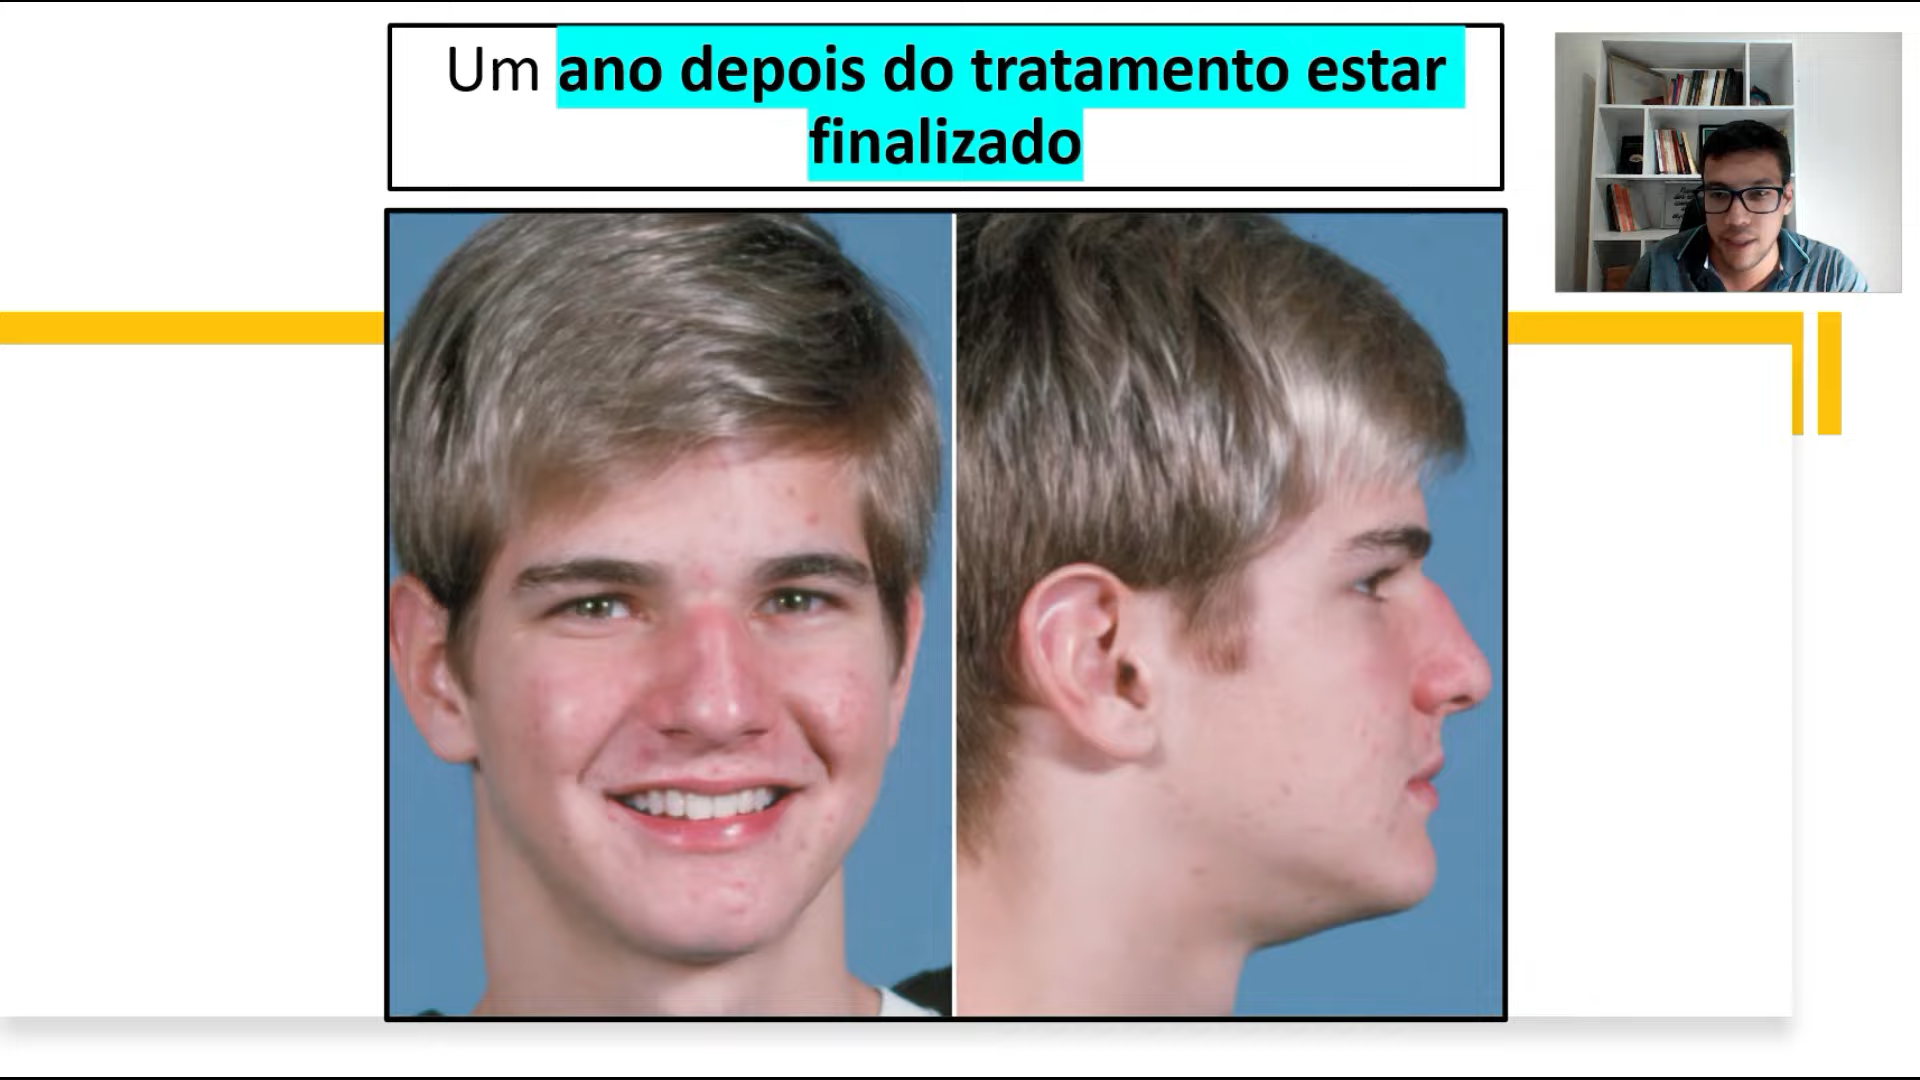 Um ano depois do tratamento estar
finalizado